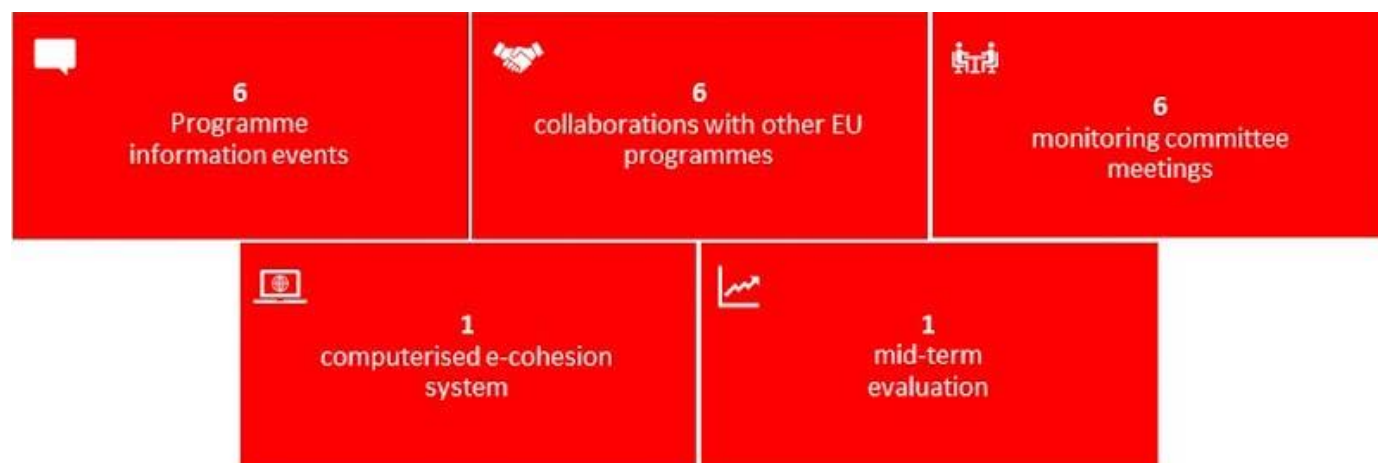 6
Programme
information events
6
collaborations with other EU
programmes
6
monitoring committee
meetings
1
computerised e-cohesion
system
1
mid-term
evaluation